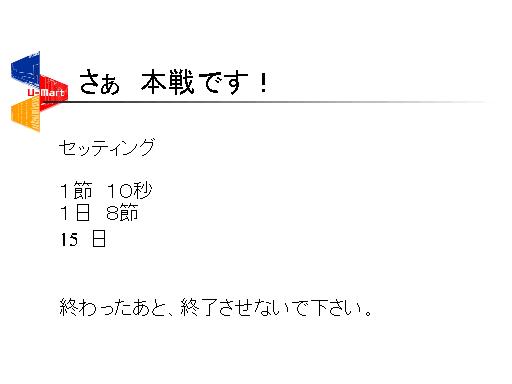 U-Mart
さぁ　本戦です！
セッティング
１節　１０秒
１日　８節
15　日
終わったあと、終了させないで下さい。